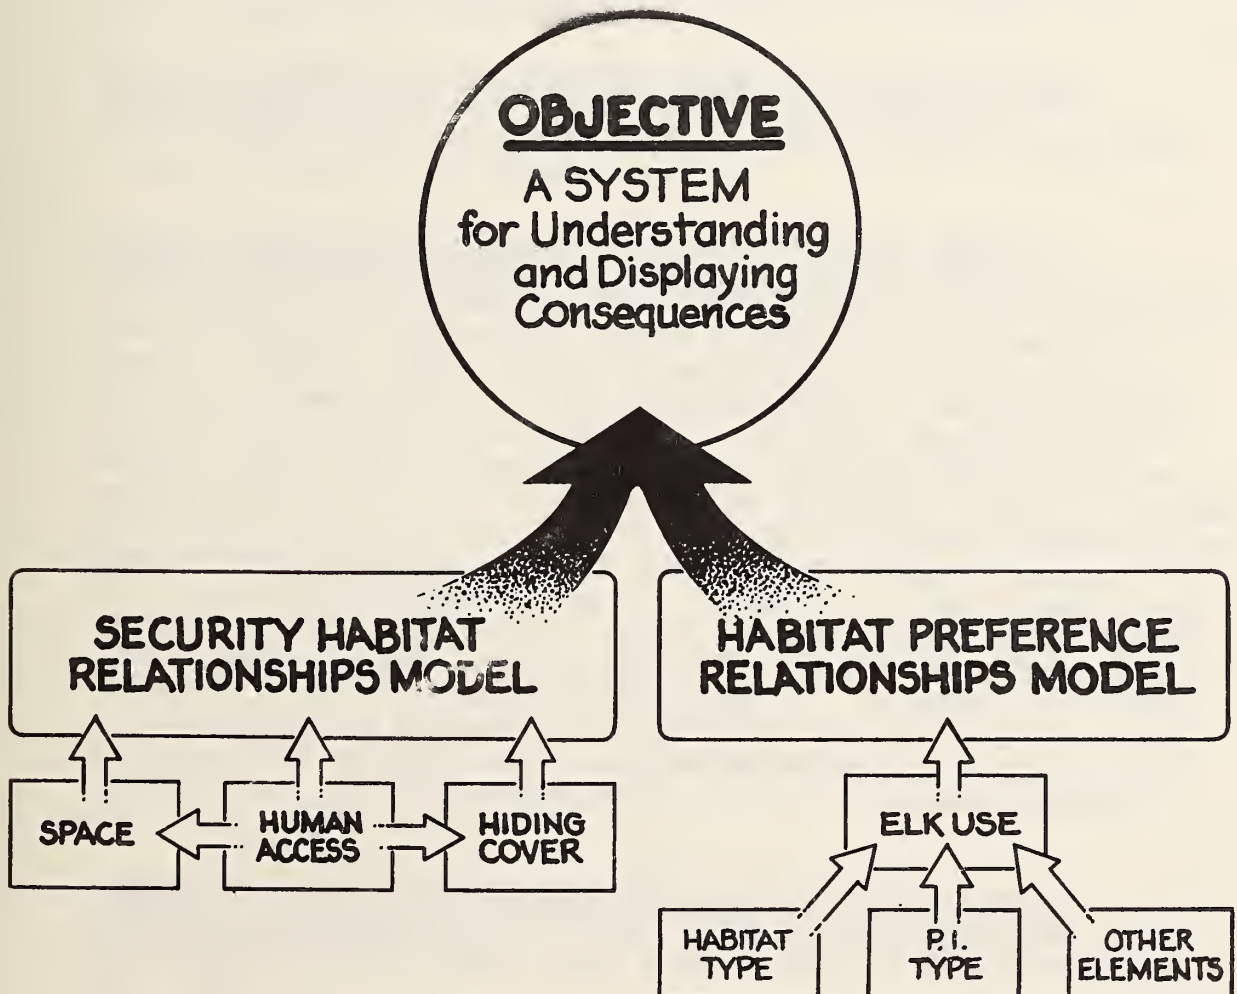 OBJECTIVE
A SYSTEM
for Understanding
and Displaying
Consequences
SECURITY HABITAT
RELATIONSHIPS MODEL
HABITAT PREFERENCE
RELATIONSHIPS MODEL
SPACE
HUMAN
ACCESS
HIDING
COVER
ELK USE
HABITAT
TYPE
P.I.
TYPE
OTHER
ELEMENTS